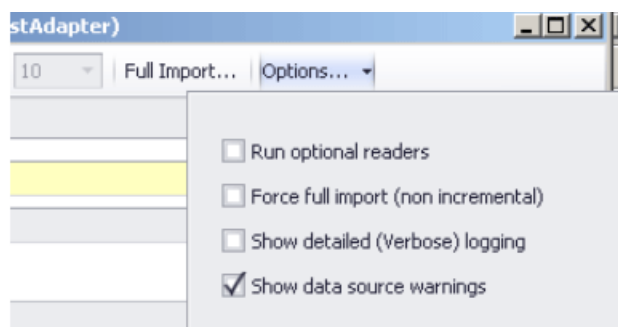 stAdapter)
10 Full Import... Options...
Run optional readers
Force full import (non incremental)
Show detailed (Verbose) logging
Show data source warnings